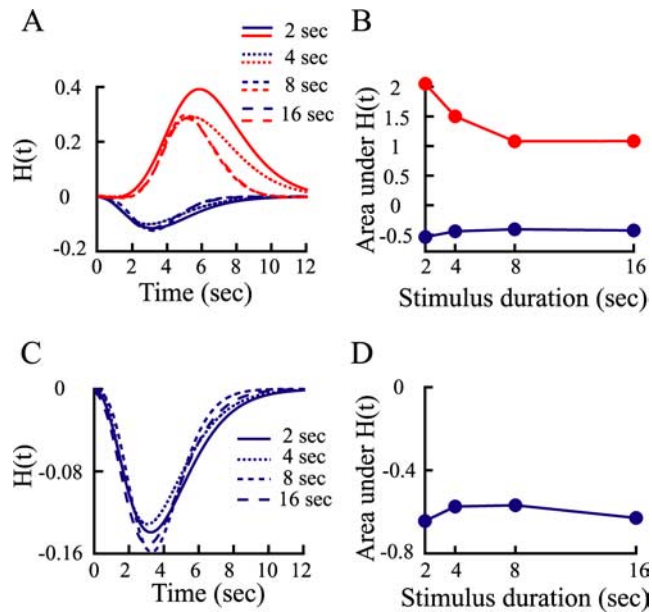 A
2 sec
4 sec
8 sec
16 sec
0.4
0.2
0
-0.2
H(t)
0 2 4 6 8 10 12
Time (sec)
B
2
1.5
1
0.5
0
-0.5
Area under H(t)
2 4 8 16
Stimulus duration (sec)
C
0
-0.08
-0.16
H(t)
2 sec
4 sec
8 sec
16 sec
0 2 4 6 8 10 12
Time (sec)
D
0
-0.4
-0.8
Area under H(t)
2 4 8 16
Stimulus duration (sec)